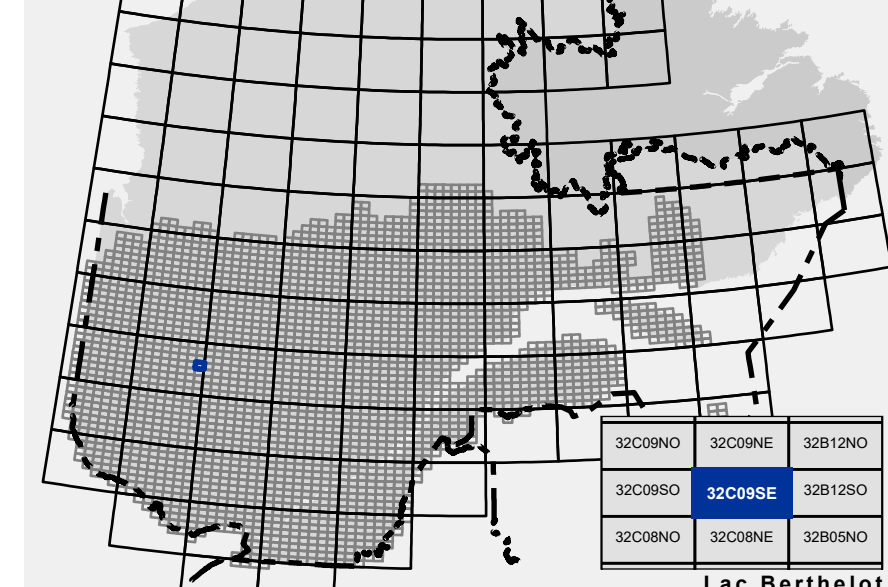 32C09NO 32C09NE 32B12NO
32C09SO 32C09SE 32B12SO
32C08NO 32C08NE 32B05NO
Lac Berthelot